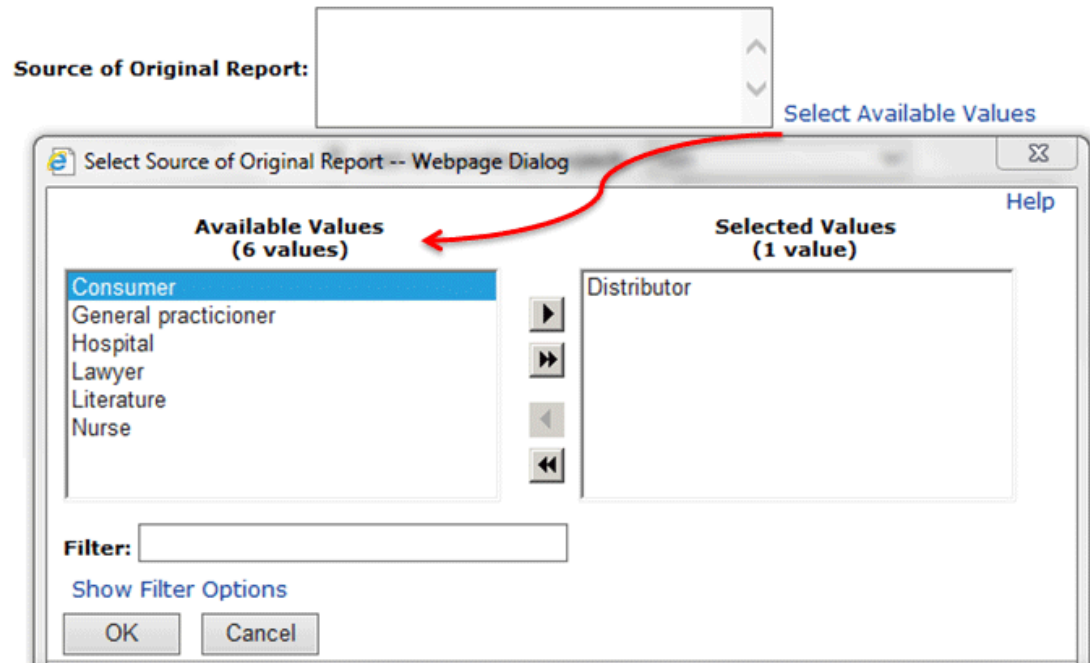 Source of Original Report:
Select Available Values
Select Source of Original Report -- Webpage Dialog
Help
Available Values
(6 values)
Selected Values
(1 value)
Consumer
General practicioner
Hospital
Lawyer
Literature
Nurse
Distributor
Filter:
Show Filter Options
OK
Cancel